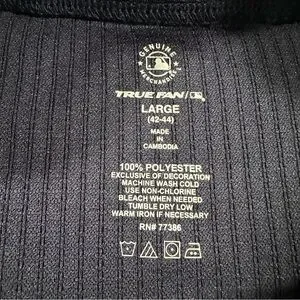 GENUINE
MERCHANDISE
TRUE FAN
LARGE
(42-44)
MADE
IN
CAMBODIA
100% POLYESTER
EXCLUSIVE OF DECORATION
MACHINE WASH COLD
USE NON-CHLORINE
BLEACH WHEN NEEDED
TUMBLE DRY LOW
WARM IRON IF NECESSARY
RN# 77386